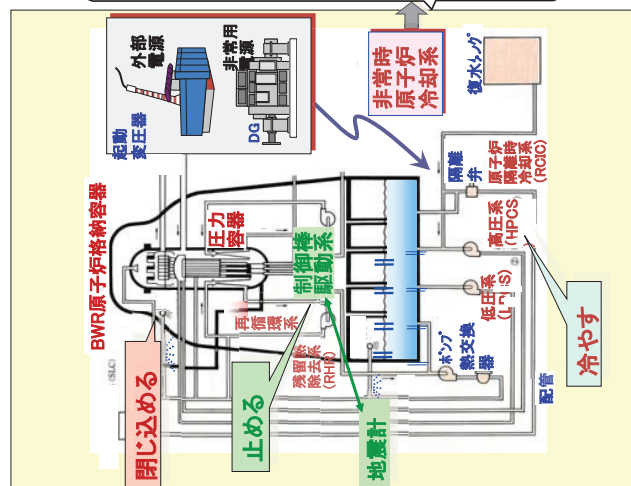 外部
電源
非常用
電源
起動
変圧器
DG
非常時
原子炉
冷却系
復水タンク
隔離
弁
原子炉
隔離時
冷却系
(RCIC)
BWR原子炉格納容器
圧力
容器
制御棒
駆動系
高圧系
(HPCS
低圧系
再循環系
残留熱
除去系
(RHR)
ポンプ
熱交換
器
配管
(SLC)
閉じ込める
止める
地震計
冷やす